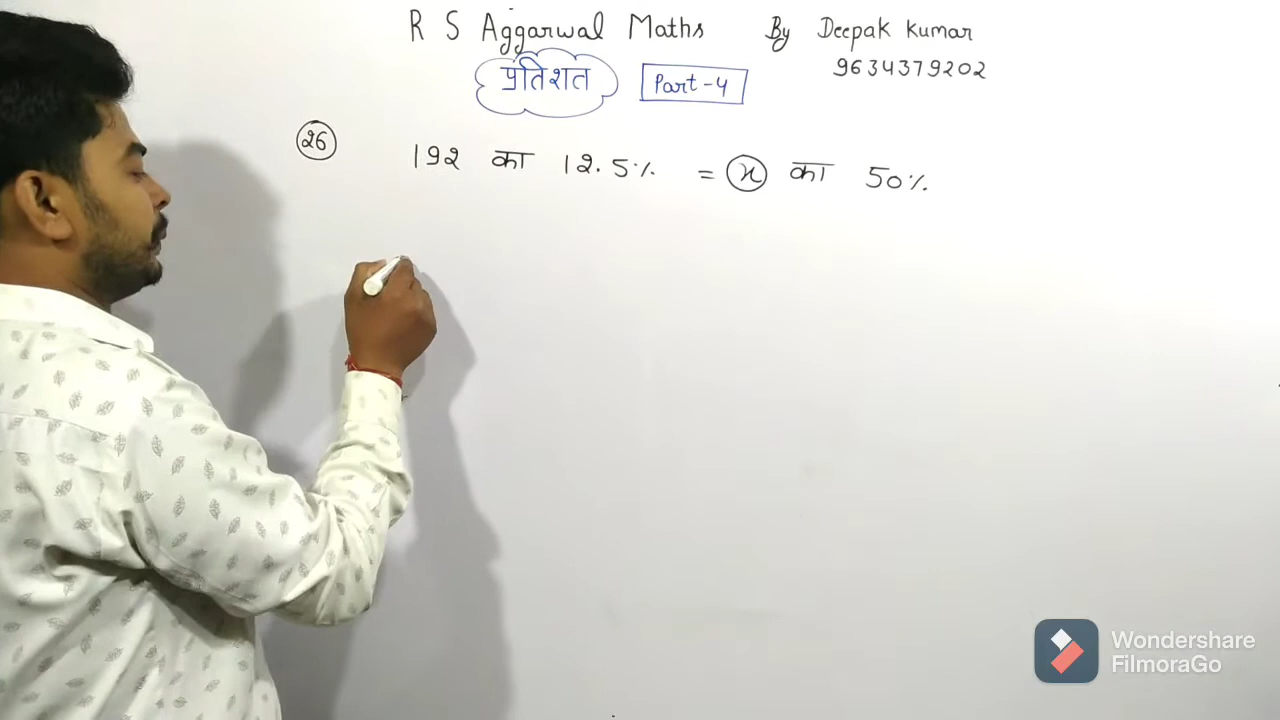 R S Aggarwal Maths By Deepak Kumar
9634379202
प्रतिशत Part-4
26 192 का 12.5% = x का 50%
Wondershare
FilmoraGo